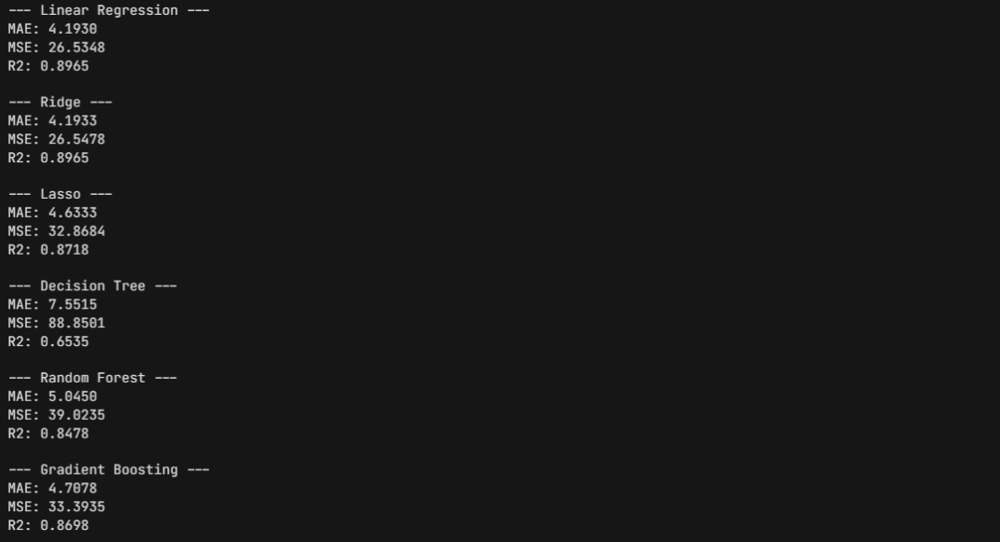 --- Linear Regression ---
MAE: 4.1930
MSE: 26.5348
R2: 0.8965
--- Ridge ---
MAE: 4.1933
MSE: 26.5478
R2: 0.8965
--- Lasso ---
MAE: 4.6333
MSE: 32.8684
R2: 0.8718
--- Decision Tree ---
MAE: 7.5515
MSE: 88.8501
R2: 0.6535
--- Random Forest ---
MAE: 5.0450
MSE: 39.0235
R2: 0.8478
--- Gradient Boosting ---
MAE: 4.7078
MSE: 33.3935
R2: 0.8698